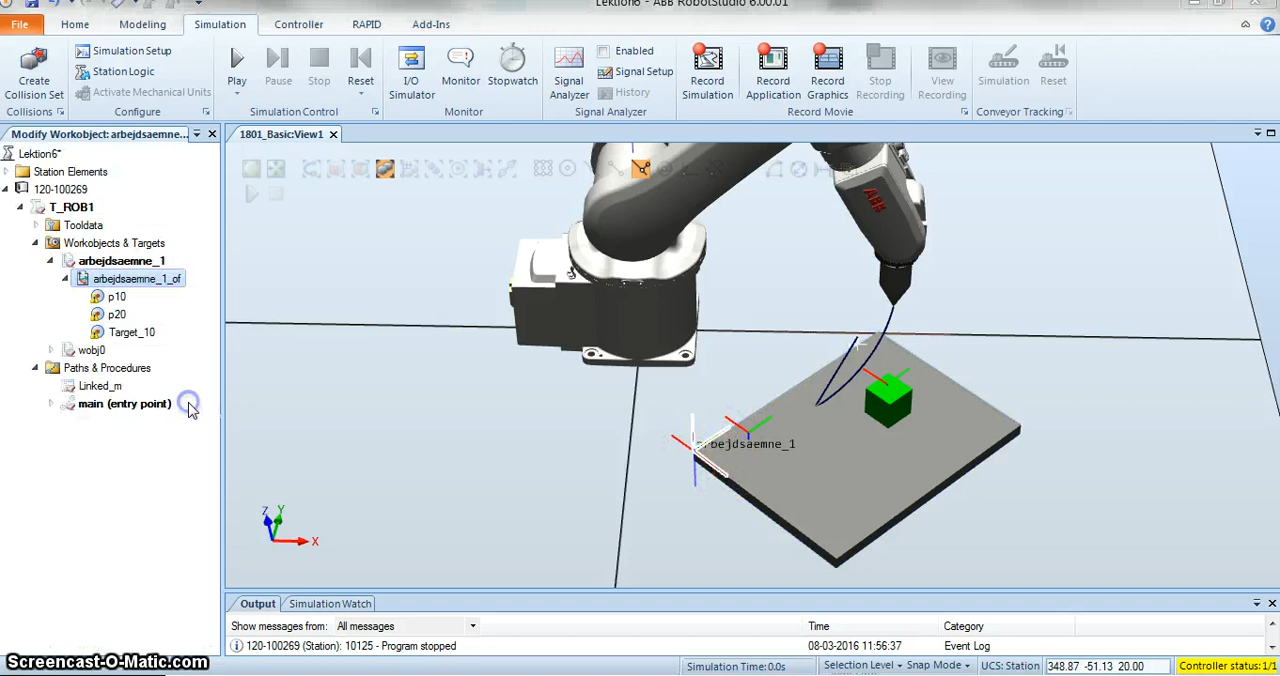 Lektion6 - ABB RobotStudio 6.00.01
File Home Modeling Simulation Controller RAPID Add-Ins
Create Collision Set
Simulation Setup
Station Logic
Activate Mechanical Units
Play Pause Stop Reset
I/O Simulator Monitor Stopwatch
Signal Analyzer
Enabled
Signal Setup
History
Record Simulation
Record Application
Record Graphics
Stop Recording
View Recording
Simulation Reset
Collisions Configure Simulation Control Monitor Signal Analyzer Record Movie Conveyor Tracking
Modify Workobject: arbejdsaemne...
1801_BasicView1
Lektion6*
Station Elements
120-100269
T_ROB1
Tooldata
Workobjects & Targets
arbejdsaemne_1
arbejdsaemne_1_of
p10
p20
Target_10
wobj0
Paths & Procedures
Linked_m
main (entry point)
ABB
arbejdsaemne_1
Z Y X
Output Simulation Watch
Show messages from: All messages Time Category
120-100269 (Station): 10125 - Program stopped 08-03-2016 11:56:37 Event Log
Screencast-O-Matic.com
Simulation Time: 0.0s Selection Level Snap Mode UCS: Station 348.87 -51.13 20.00 Controller status: 1/1